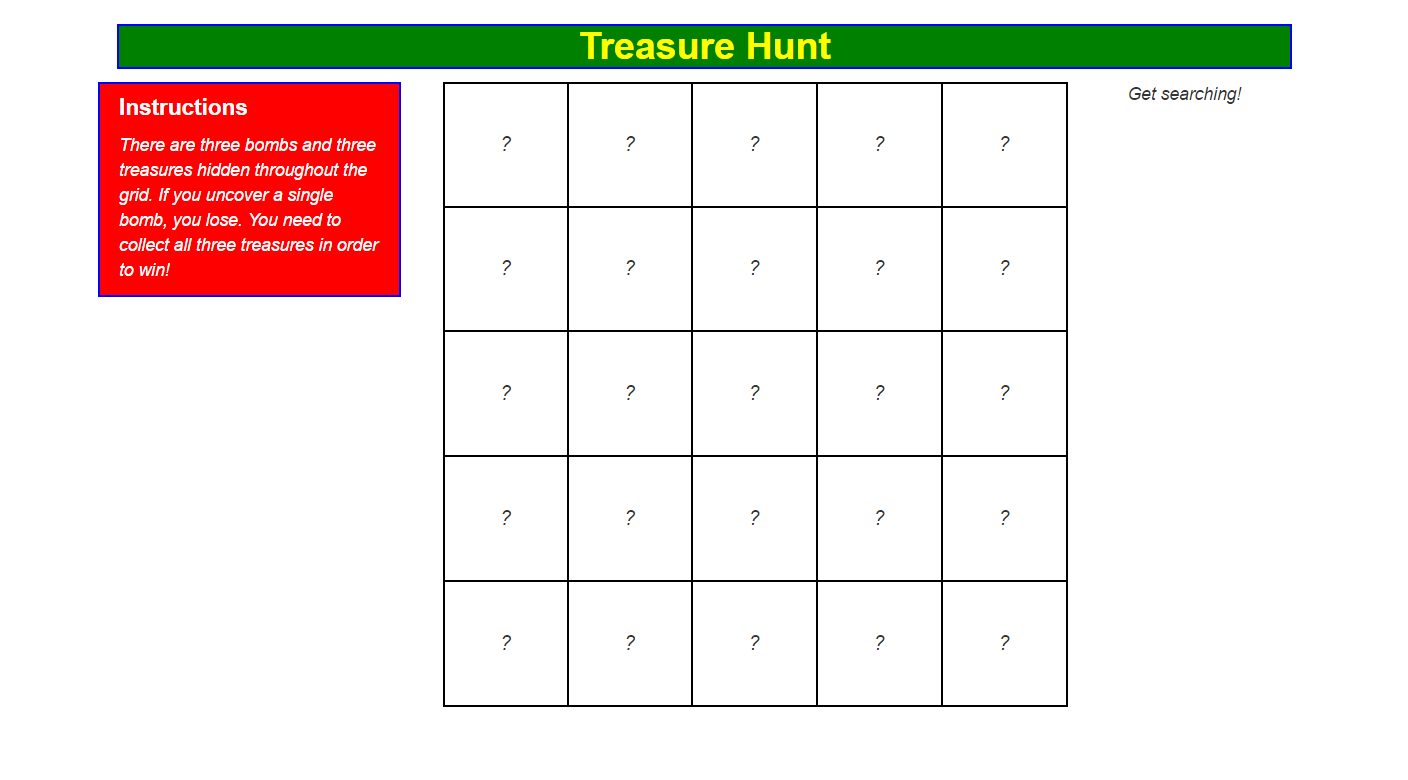 Treasure Hunt
Instructions
There are three bombs and three
treasures hidden throughout the
grid. If you uncover a single
bomb, you lose. You need to
collect all three treasures in order
to win!
? ? ? ? ?
? ? ? ? ?
? ? ? ? ?
? ? ? ? ?
? ? ? ? ?
Get searching!